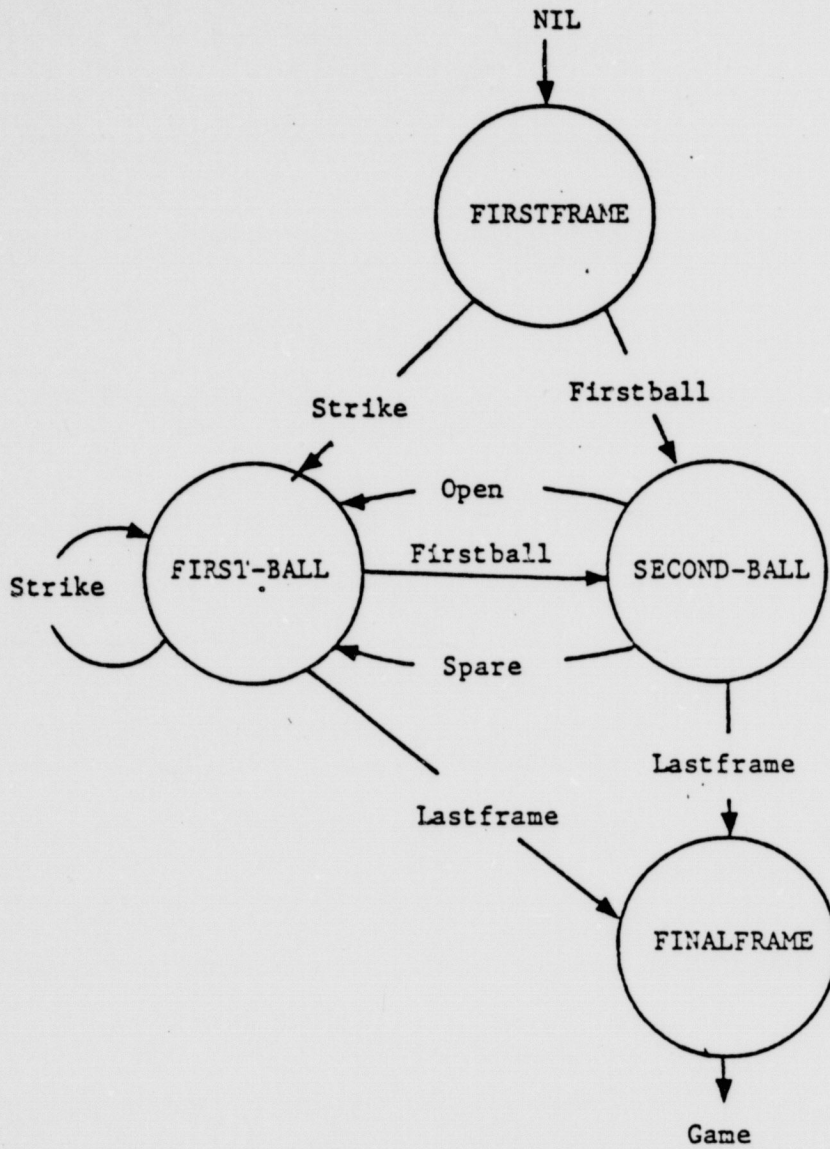 NIL
FIRSTFRAME
Strike
Firstball
Open
FIRST-BALL
Firstball
SECOND-BALL
Strike
Spare
Lastframe
Lastframe
FINALFRAME
Game